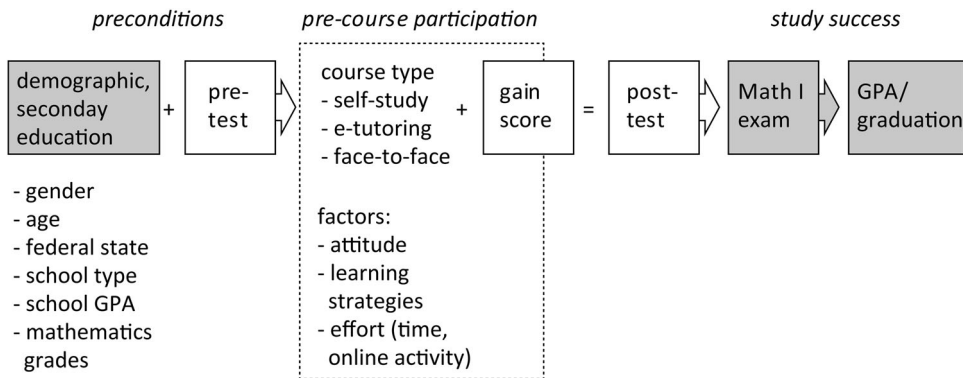 preconditions
pre-course participation
study success
demographic,
seconday
education
+
pre-
test
course type
- self-study
- e-tutoring
- face-to-face
+
gain
score
=
post-
test
Math I
exam
GPA/
graduation
- gender
- age
- federal state
- school type
- school GPA
- mathematics
grades
factors:
- attitude
- learning
strategies
- effort (time,
online activity)